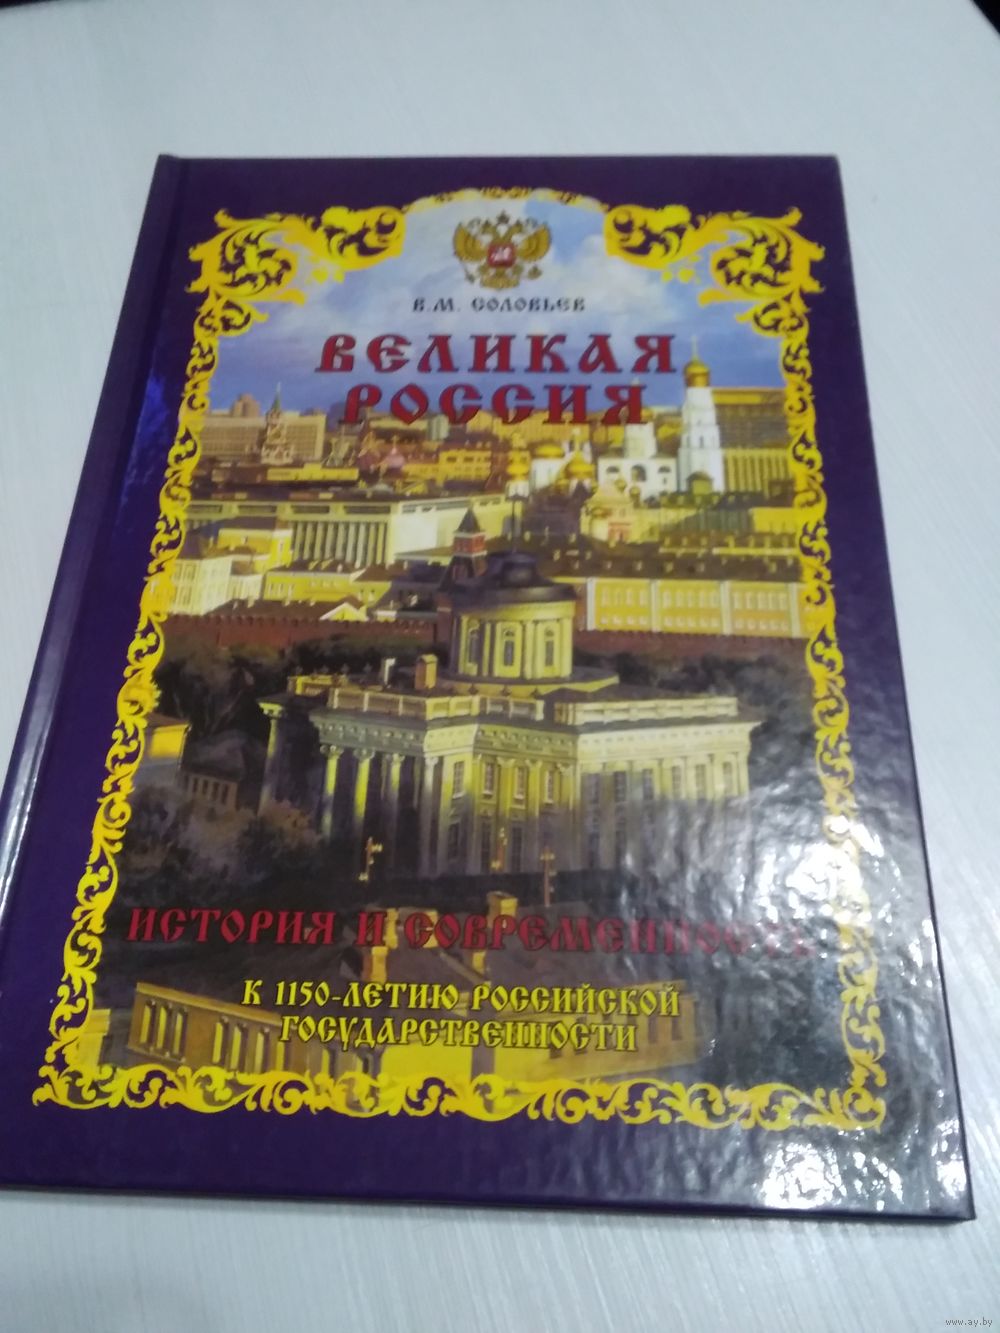 В.М. СОЛОВЬЕВ
ВЕЛИКАЯ
РОССИЯ
ИСТОРИЯ И СОВРЕМЕННОСТЬ
К 1150-ЛЕТИЮ РОССИЙСКОЙ
ГОСУДАРСТВЕННОСТИ
www.ay.by